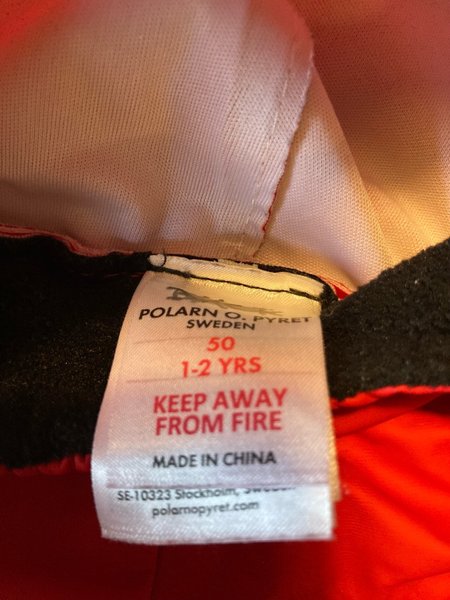 POLARN O. PYRET
SWEDEN
50
1-2 YRS
KEEP AWAY
FROM FIRE
MADE IN CHINA
SE-10323 Stockholm, Sweden
polarnopyret.com